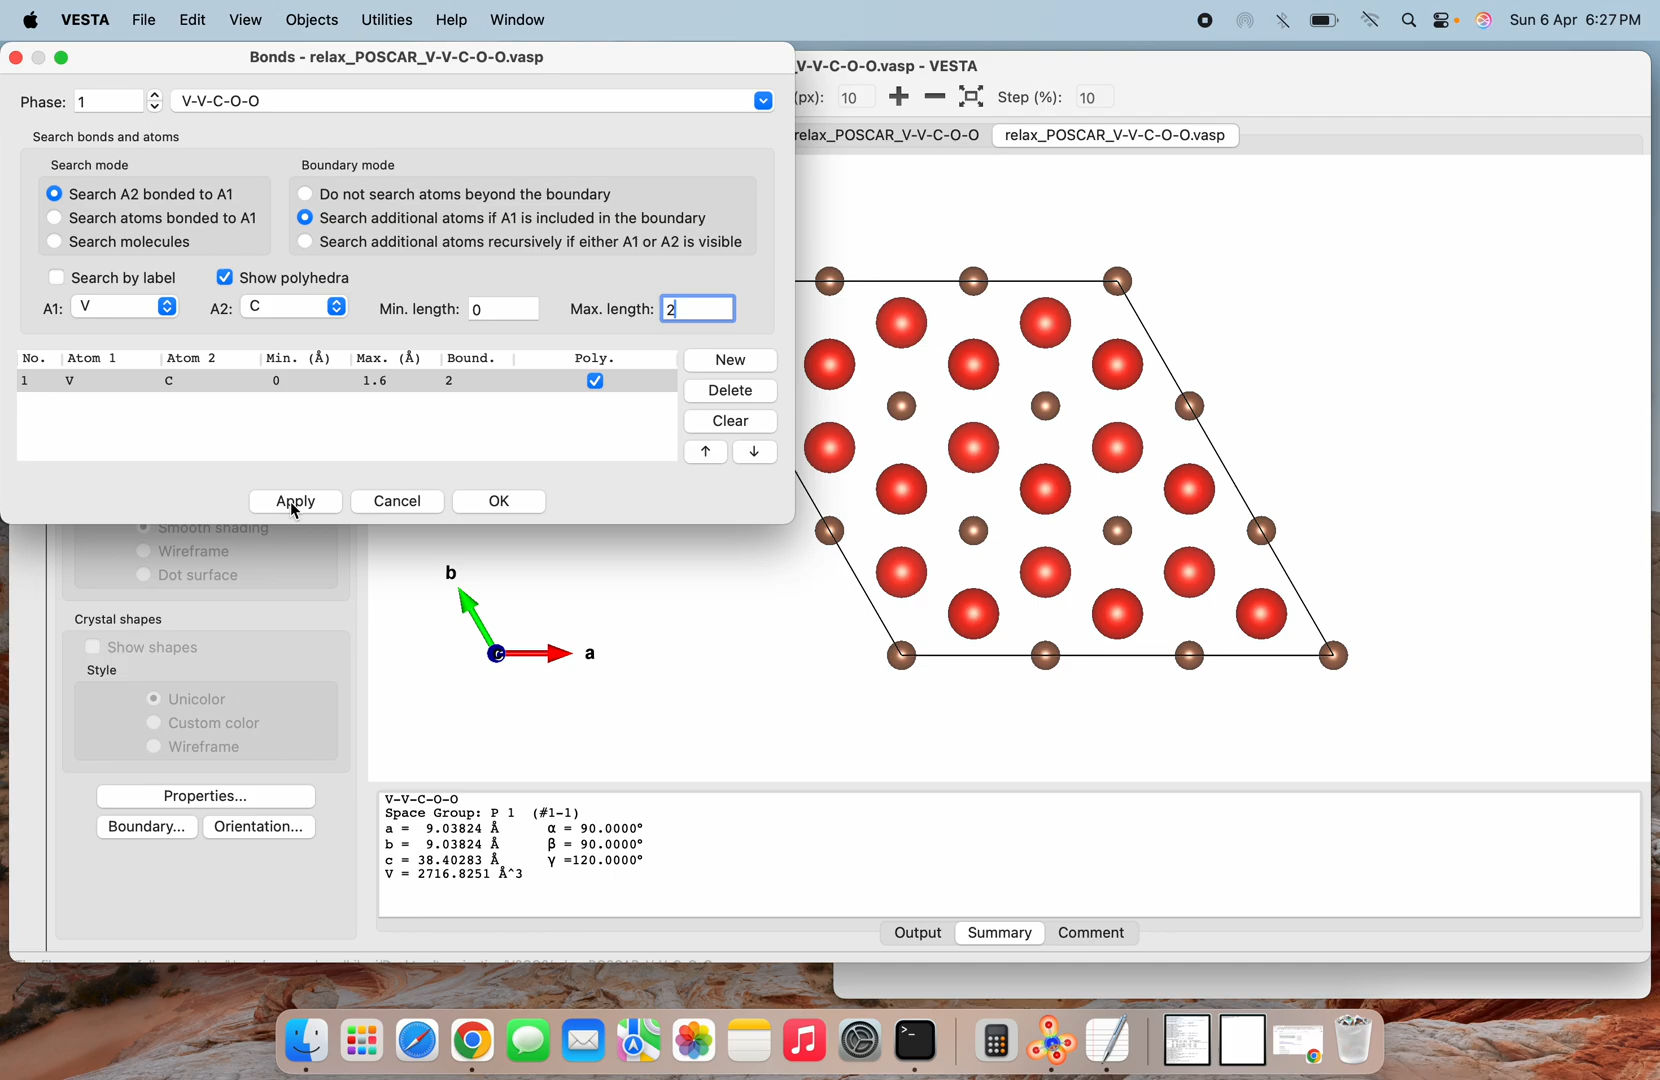 VESTA File Edit View Objects Utilities Help Window Sun 6 Apr 6:27 PM
Bonds - relax_POSCAR_V-V-C-O-O.vasp
V-V-C-O-O.vasp - VESTA
Phase: 1 V-V-C-O-O
(px): 10 Step (%): 10
relax_POSCAR_V-V-C-O-O relax_POSCAR_V-V-C-O-O.vasp
Search bonds and atoms
Search mode Boundary mode
Search A2 bonded to A1 Do not search atoms beyond the boundary
Search atoms bonded to A1 Search additional atoms if A1 is included in the boundary
Search molecules Search additional atoms recursively if either A1 or A2 is visible
Search by label Show polyhedra
A1: V A2: C Min. length: 0 Max. length: 2
No. Atom 1 Atom 2 Min. (Å) Max. (Å) Bound. Poly. New
1 V C 0 1.6 2
Delete
Clear
↑ ↓
Apply Cancel OK
Smooth shading
Wireframe
Dot surface
b
a
c
Crystal shapes
Show shapes
Style
Unicolor
Custom color
Wireframe
Properties...
Boundary... Orientation...
V-V-C-O-O
Space Group: P 1 (#1-1)
a = 9.03824 Å α = 90.0000°
b = 9.03824 Å β = 90.0000°
c = 38.40283 Å γ =120.0000°
V = 2716.8251 Å^3
Output Summary Comment